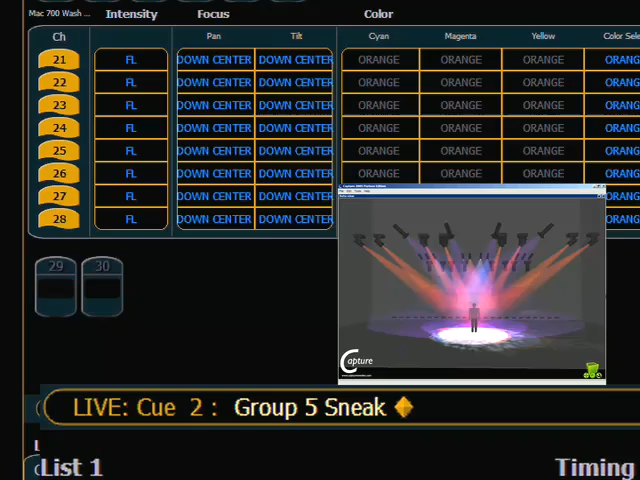 Mac 700 Wash ... Intensity Focus Color
Ch Pan Tilt Cyan Magenta Yellow Color Sele
21 FL DOWN CENTER DOWN CENTER ORANGE ORANGE ORANGE ORANG
22 FL DOWN CENTER DOWN CENTER ORANGE ORANGE ORANGE ORANG
23 FL DOWN CENTER DOWN CENTER ORANGE ORANGE ORANGE ORANG
24 FL DOWN CENTER DOWN CENTER ORANGE ORANGE ORANGE ORANG
25 FL DOWN CENTER DOWN CENTER ORANGE ORANGE ORANGE ORANG
26 FL DOWN CENTER DOWN CENTER ORANGE ORANGE ORANGE ORANG
27 FL DOWN CENTER DOWN CENTER ORANG
28 FL DOWN CENTER DOWN CENTER ORANG
29 30
Capture
LIVE: Cue 2 : Group 5 Sneak
List 1 Timing